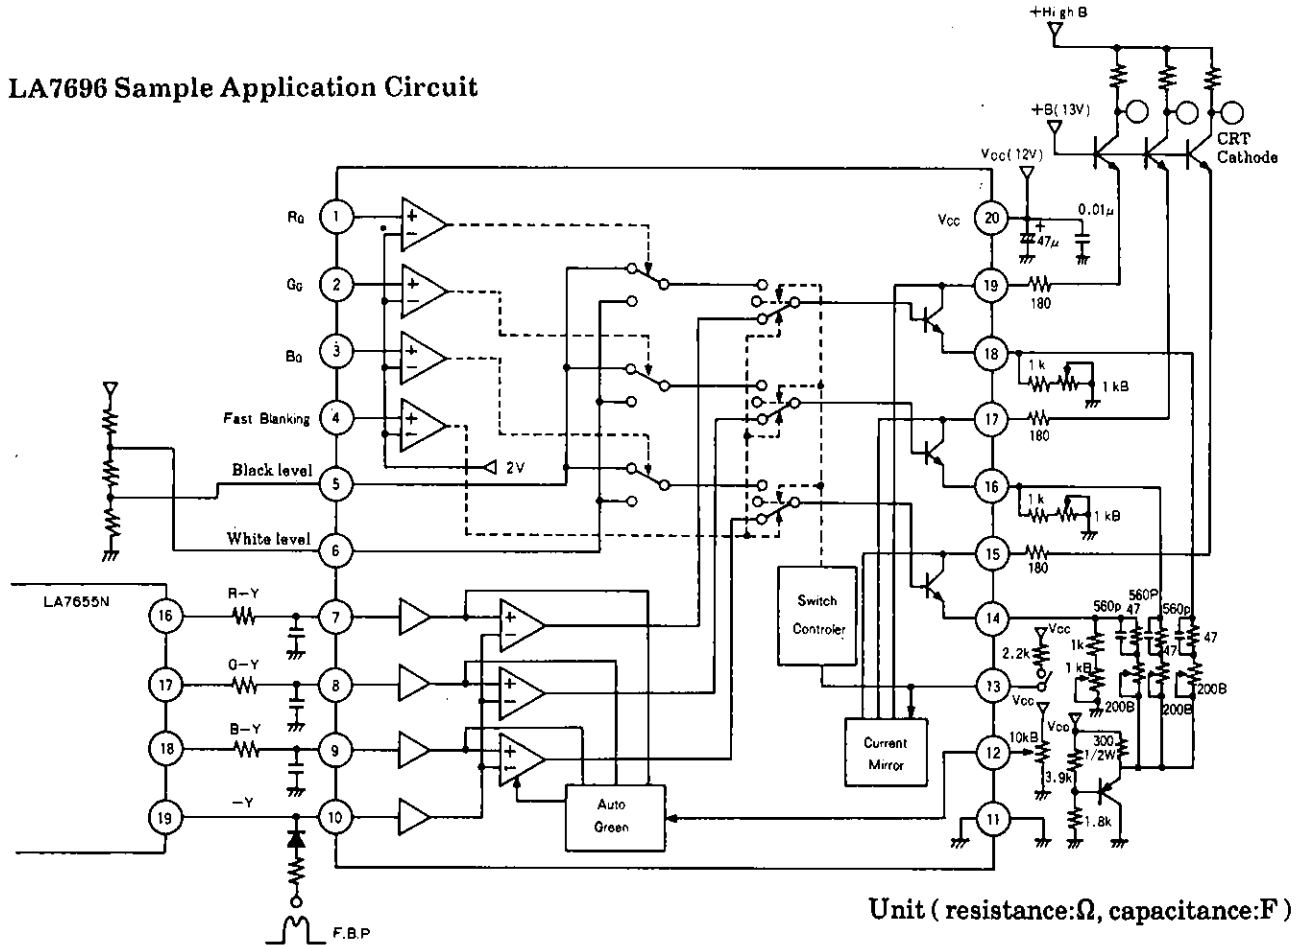 +High B
LA7696 Sample Application Circuit
+B(13V)
CRT
Cathode
VCC(12V)
RG
1
+
−
VCC
20
+
47μ
0.01μ
GG
2
+
−
19
180
BG
3
+
−
18
1k
1kB
Fast Blanking
4
+
−
17
180
2V
Black level
5
16
1k
1kB
White level
6
15
180
LA7655N
16
R−Y
7
+
−
Switch
Controler
14
560p
47
560P
47
560p
47
1k
1kB
200B
200B
200B
VCC
2.2k
13
17
G−Y
8
+
−
VCC
10kB
12
Current
Mirror
VCC
300
1/2W
3.9k
1.8k
18
B−Y
9
+
−
19
−Y
10
Auto
Green
11
F.B.P
Unit ( resistance:Ω, capacitance:F )